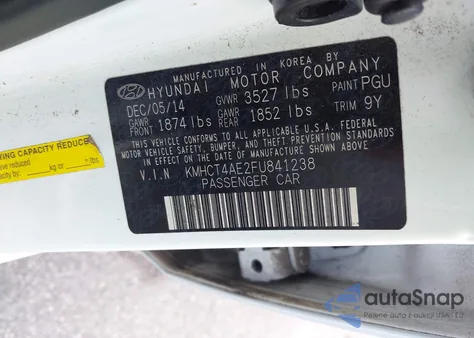 MANUFACTURED IN KOREA BY
HYUNDAI MOTOR COMPANY
DEC/05/14 GVWR 3527 lbs PAINT PGU
GAWR FRONT 1874 lbs GAWR REAR 1852 lbs TRIM 9Y
THIS VEHICLE CONFORMS TO ALL APPLICABLE U.S.A. FEDERAL
MOTOR VEHICLE SAFETY, BUMPER, AND THEFT PREVENTION STANDARDS
IN EFFECT ON THE DATE OF MANUFACTURE SHOWN ABOVE.
V.I.N KMHCT4AE2FU841238
PASSENGER CAR
ING CAPACITY REDUCED
reduced
kg or lbs
autoSnap